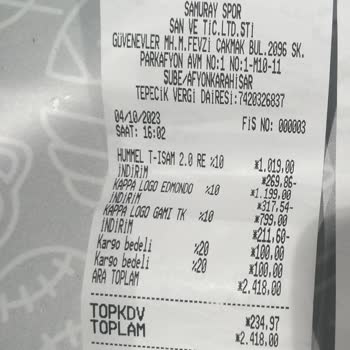 SAMURAY SPOR
SAN VE TİC.LTD.STİ
GÜVENEVLER MH.M.FEVZİ CAKMAK BUL.2096 SK.
PARKAFYON AVM NO:1 NO:1-M10-11
SUBE/AFYONKARAHİSAR
TEPECİK VERGİ DAİRESİ:7420326837
04/10/2023
SAAT: 16:02 FİS NO: 000003
HUMMEL T-ISAM 2.0 RE %10 *1.019,00
İNDİRİM *269,86-
KAPPA LOGO EDMONDO %10 *1.199,00
İNDİRİM *317,54-
KAPPA LOGO GAMI TK %10 *799,00
İNDİRİM *211,60-
Kargo bedeli %20 *100,00
Kargo bedeli %20 *100,00
ARA TOPLAM *2.418,00
TOPKDV *234,97
TOPLAM *2.418,00